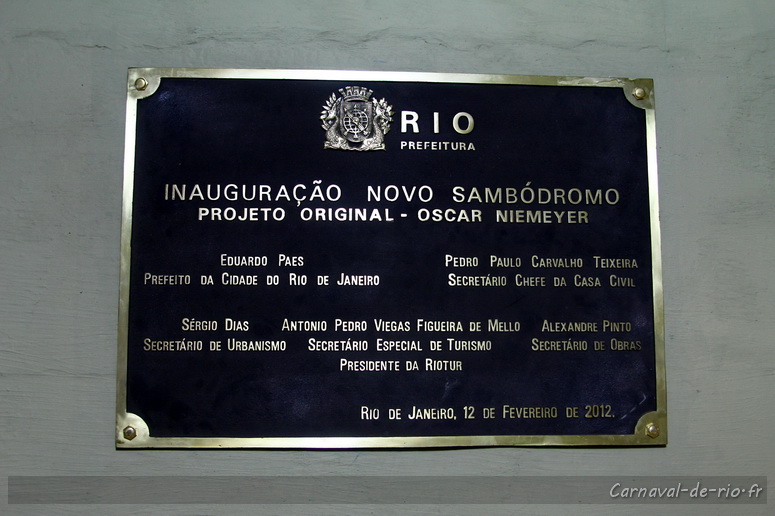 RIO
PREFEITURA
INAUGURAÇÃO NOVO SAMBÓDROMO
PROJETO ORIGINAL - OSCAR NIEMEYER
EDUARDO PAES
PREFEITO DA CIDADE DO RIO DE JANEIRO
PEDRO PAULO CARVALHO TEIXEIRA
SECRETÁRIO CHEFE DA CASA CIVIL
SÉRGIO DIAS
SECRETÁRIO DE URBANISMO
ANTONIO PEDRO VIEGAS FIGUEIRA DE MELLO
SECRETÁRIO ESPECIAL DE TURISMO
PRESIDENTE DA RIOTUR
ALEXANDRE PINTO
SECRETÁRIO DE OBRAS
RIO DE JANEIRO, 12 DE FEVEREIRO DE 2012.
Carnaval-de-rio.fr